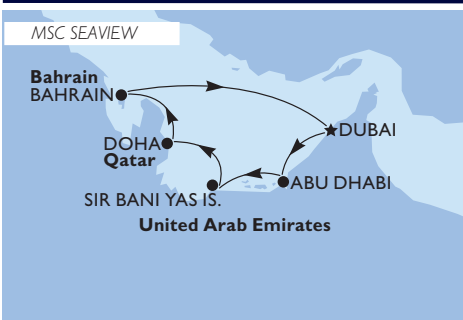 MSC SEAVIEW
Bahrain
BAHRAIN
DUBAI
DOHA
Qatar
ABU DHABI
SIR BANI YAS IS.
United Arab Emirates